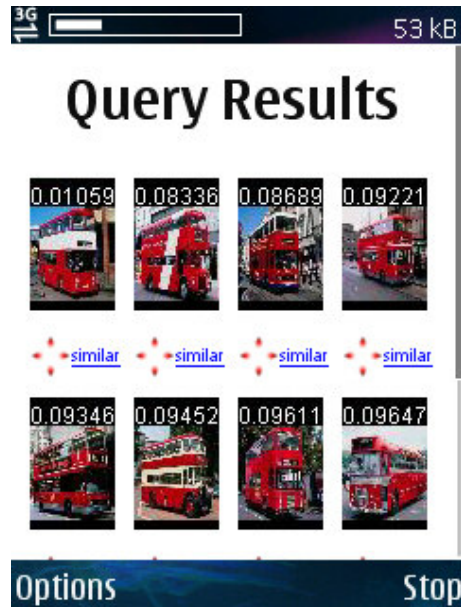 3G 53 kB
Query Results
0.01059 0.08336 0.08689 0.09221
similar similar similar similar
0.09346 0.09452 0.09611 0.09647
Options Stop